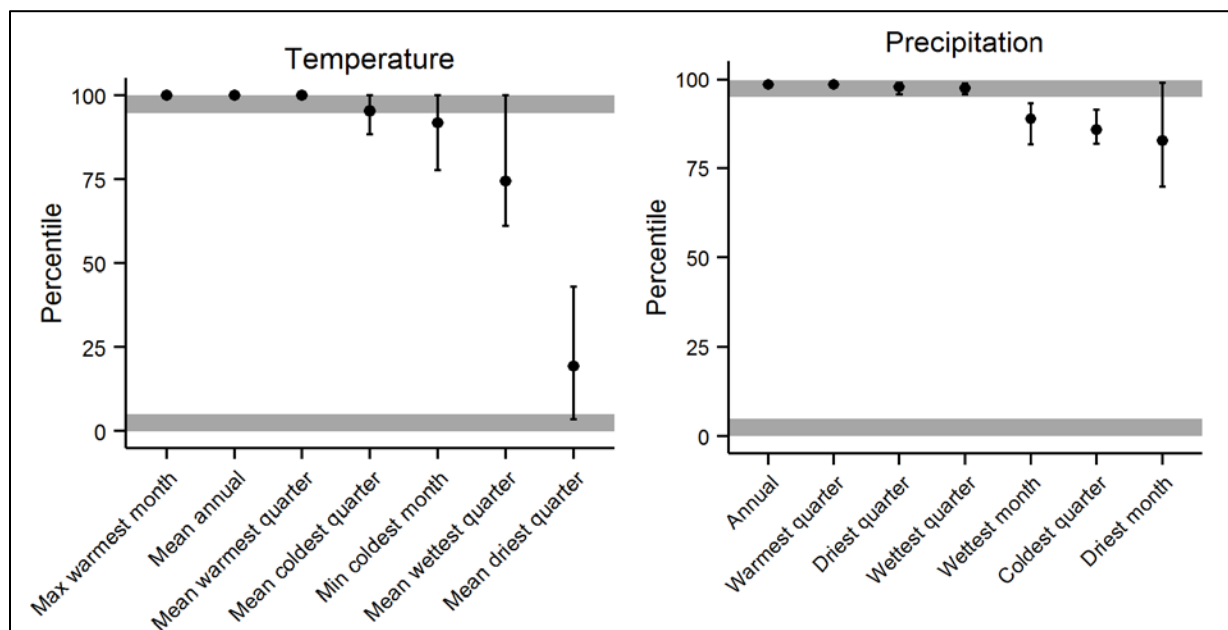 Temperature
Percentile
100
75
50
25
0
Max warmest month
Mean annual
Mean warmest quarter
Mean coldest quarter
Min coldest month
Mean wettest quarter
Mean driest quarter
Precipitation
Percentile
100
75
50
25
0
Annual
Warmest quarter
Driest quarter
Wettest quarter
Wettest month
Coldest quarter
Driest month